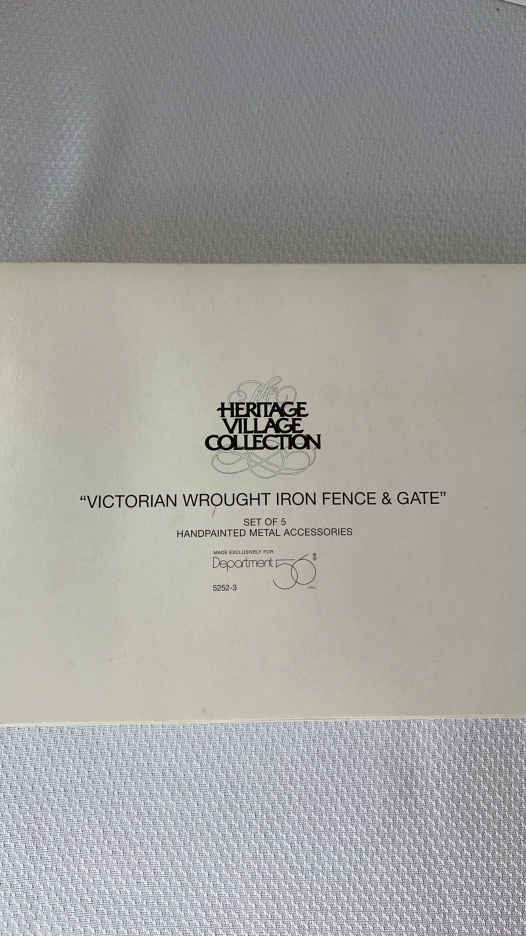 The
HERITAGE
VILLAGE
COLLECTION
“VICTORIAN WROUGHT IRON FENCE & GATE”
SET OF 5
HANDPAINTED METAL ACCESSORIES
MADE EXCLUSIVELY FOR
Department 56
5252-3